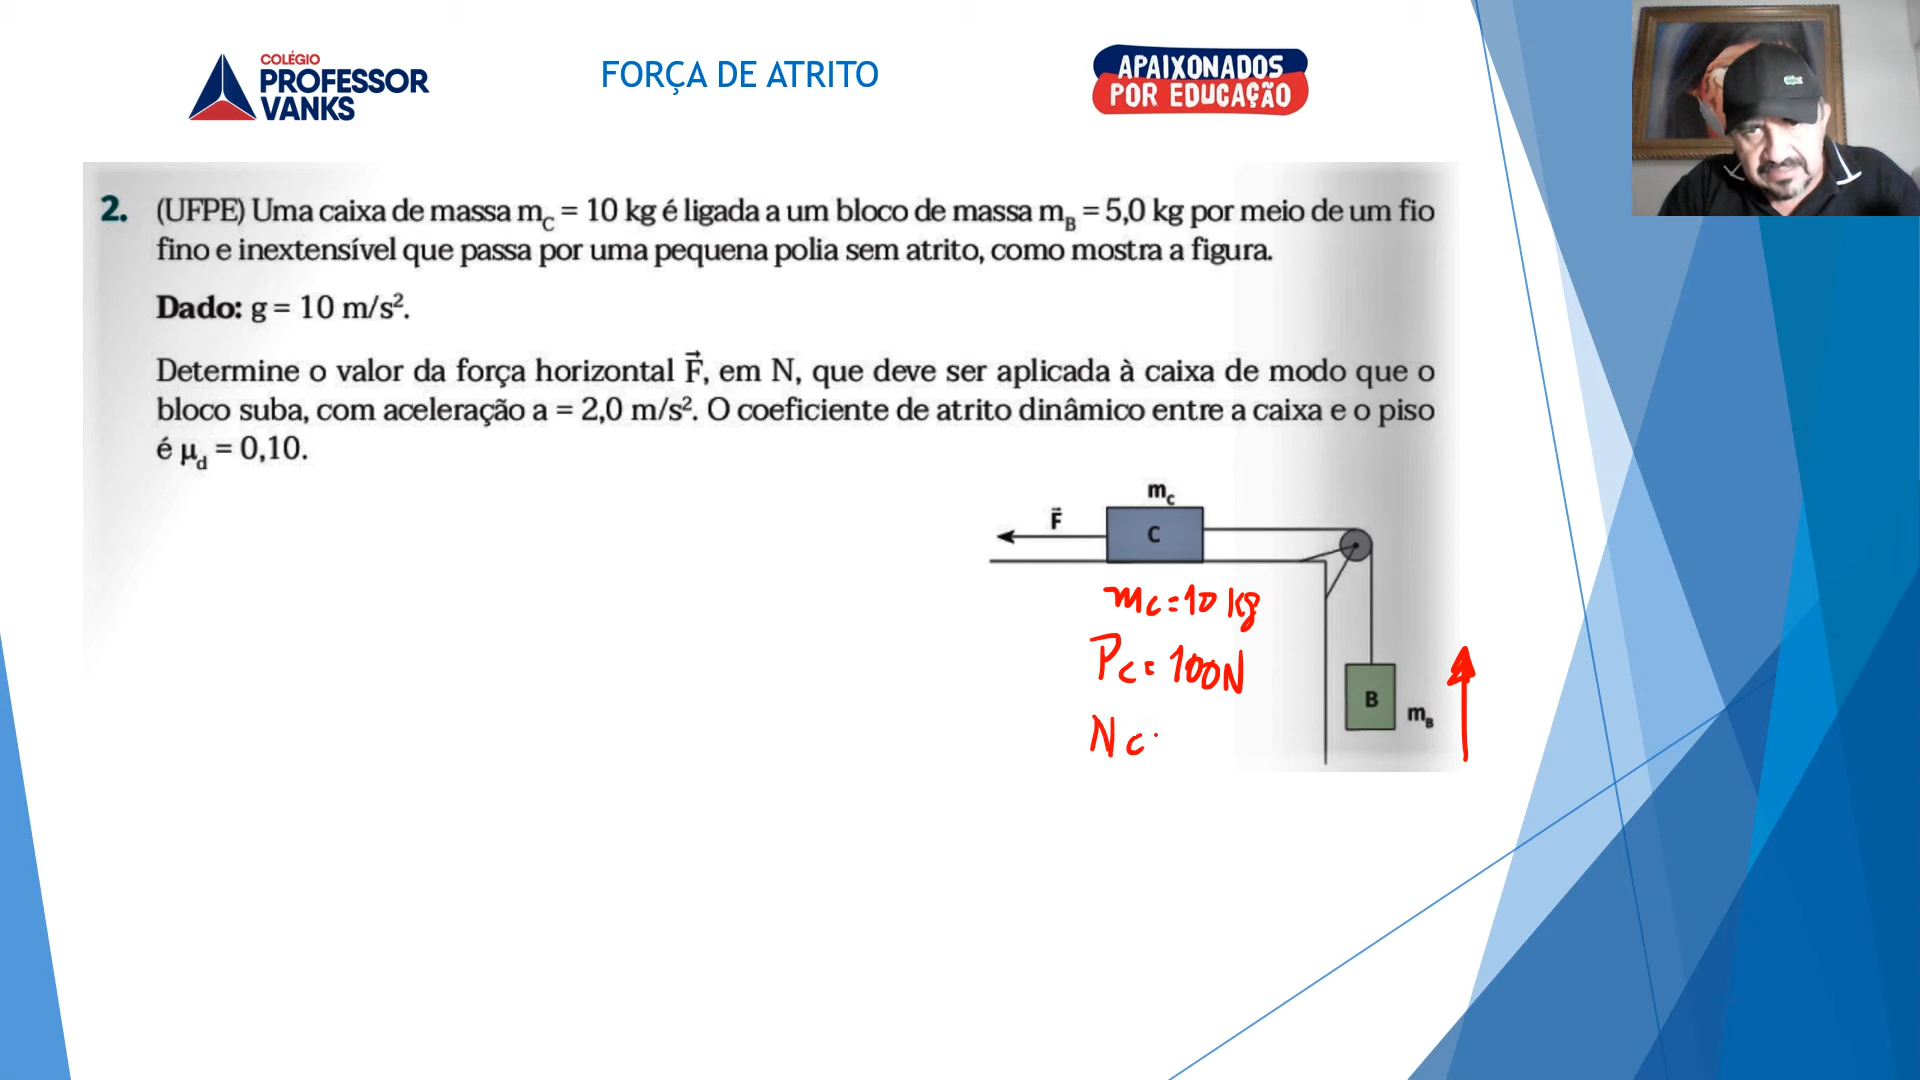 COLÉGIO
PROFESSOR
VANKS
FORÇA DE ATRITO
APAIXONADOS
POR EDUCAÇÃO
2. (UFPE) Uma caixa de massa m_C = 10 kg é ligada a um bloco de massa m_B = 5,0 kg por meio de um fio
fino e inextensível que passa por uma pequena polia sem atrito, como mostra a figura.
Dado: g = 10 m/s².
Determine o valor da força horizontal F⃗, em N, que deve ser aplicada à caixa de modo que o
bloco suba, com aceleração a = 2,0 m/s². O coeficiente de atrito dinâmico entre a caixa e o piso
é μ_d = 0,10.
m_C
F⃗
C
m_C = 10 kg
P_C = 100N
B
m_B
N_C